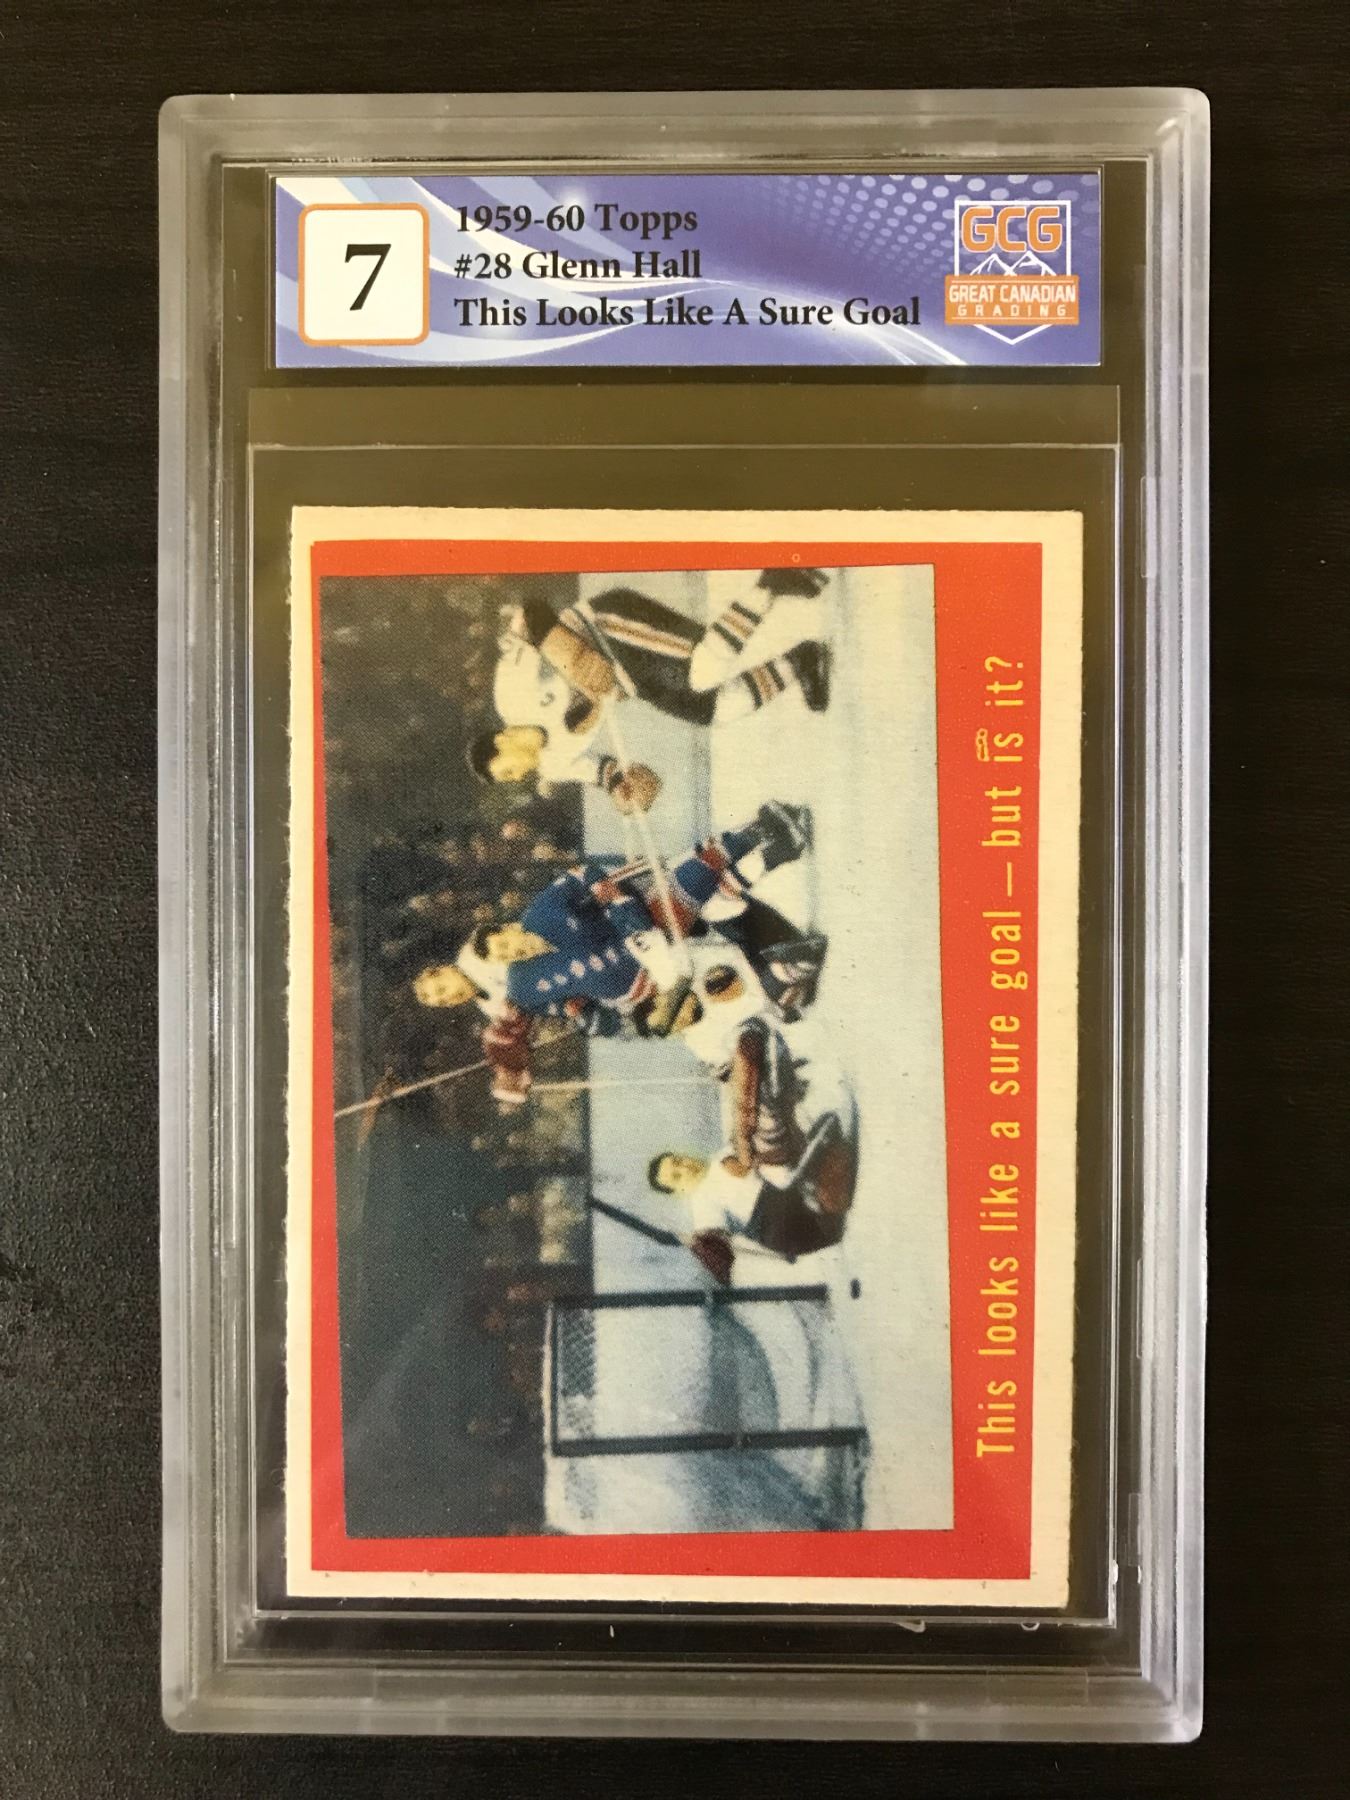 7
1959-60 Topps
#28 Glenn Hall
This Looks Like A Sure Goal
GCG
GREAT CANADIAN
GRADING
This looks like a sure goal—but is it?